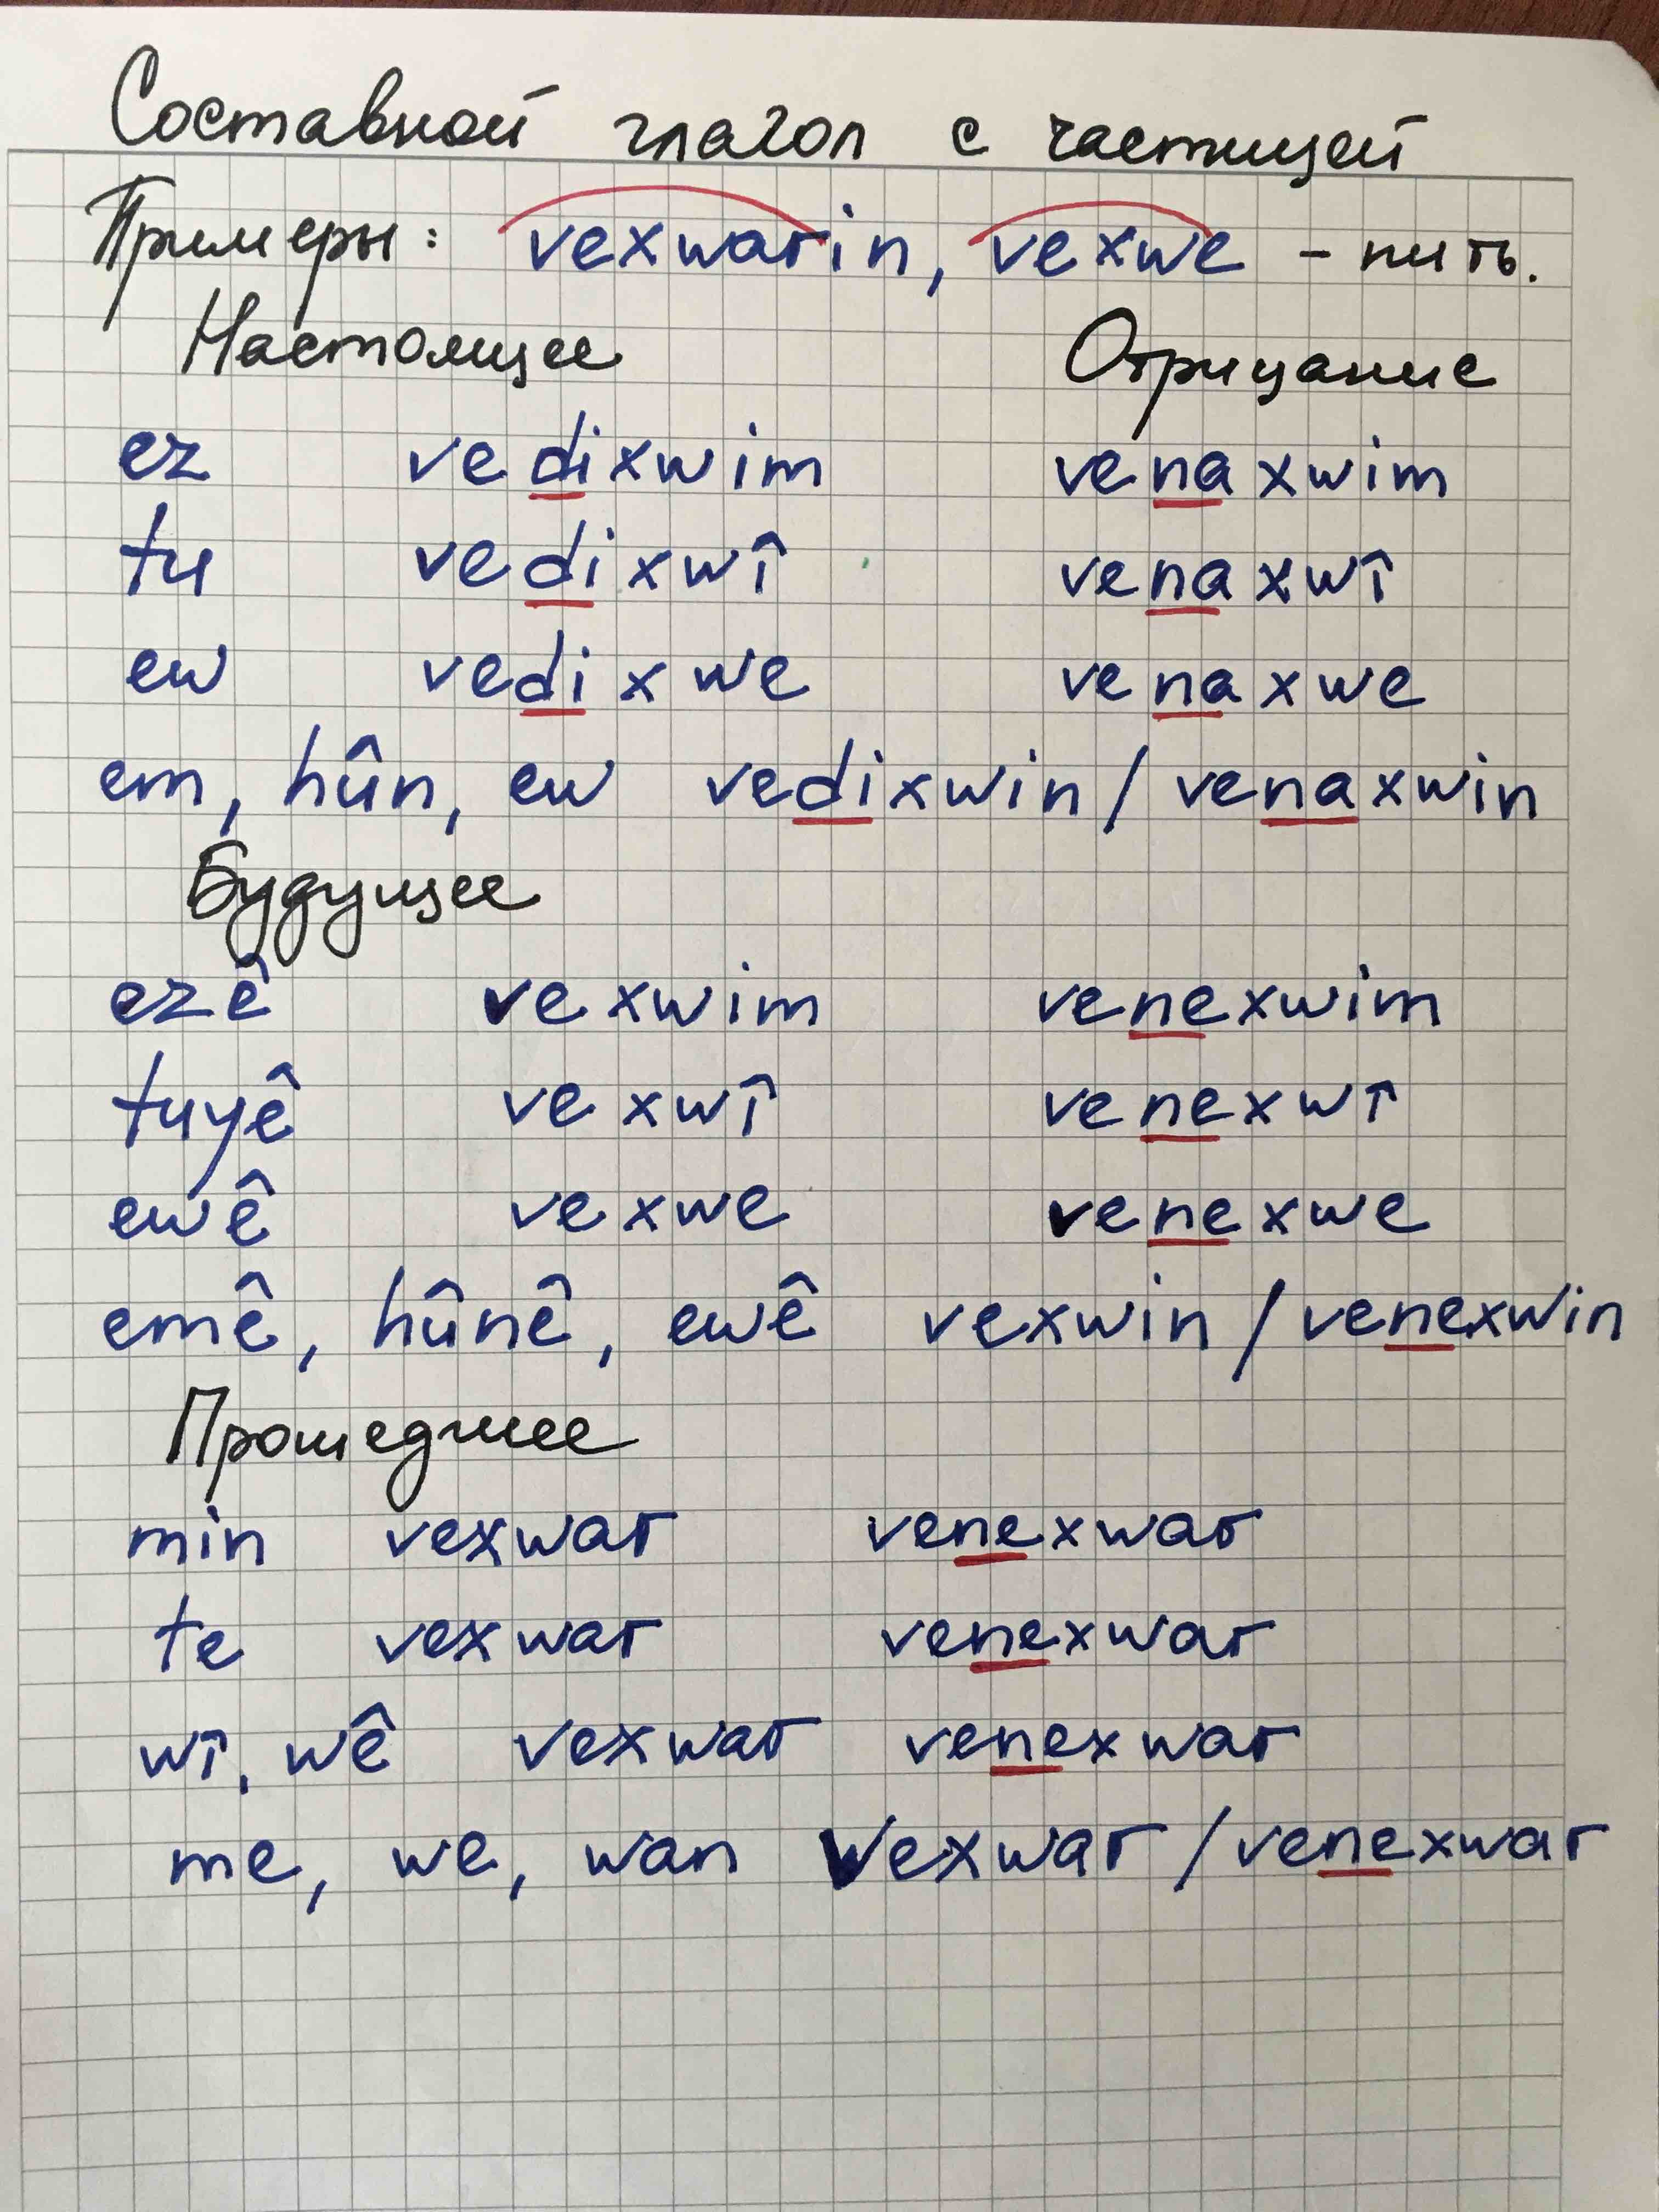 Составной глагол с частицей
Примеры: vexwarin, vexwe - пить.
Настоящее Отрицание
ez vedixwim venaxwim
tu vedixwî venaxwî
ew vedixwe venaxwe
em, hûn, ew vedixwin / venaxwin
Будущее
ezê vexwim venexwim
tuyê vexwî venexwî
ewê vexwe venexwe
emê, hûnê, ewê vexwin / venexwin
Прошедшее
min vexwar venexwar
te vexwar venexwar
wî, wê vexwar venexwar
me, we, wan vexwar / venexwar